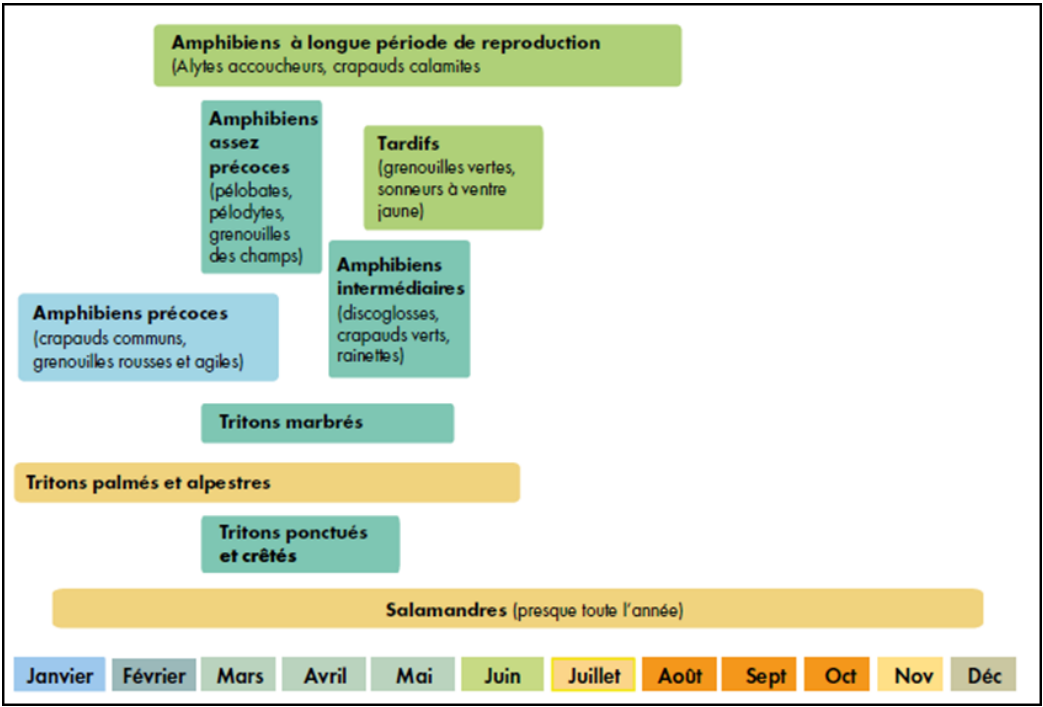 Amphibiens à longue période de reproduction
(Alytes accoucheurs, crapauds calamites
Amphibiens
assez
précoces
(pélobates,
pélodytes,
grenouilles
des champs)
Tardifs
(grenouilles vertes,
sonneurs à ventre
jaune)
Amphibiens
intermédiaires
(discoglosses,
crapauds verts,
rainettes)
Amphibiens précoces
(crapauds communs,
grenouilles rousses et agiles)
Tritons marbrés
Tritons palmés et alpestres
Tritons ponctués
et crêtés
Salamandres (presque toute l'année)
Janvier Février Mars Avril Mai Juin Juillet Août Sept Oct Nov Déc